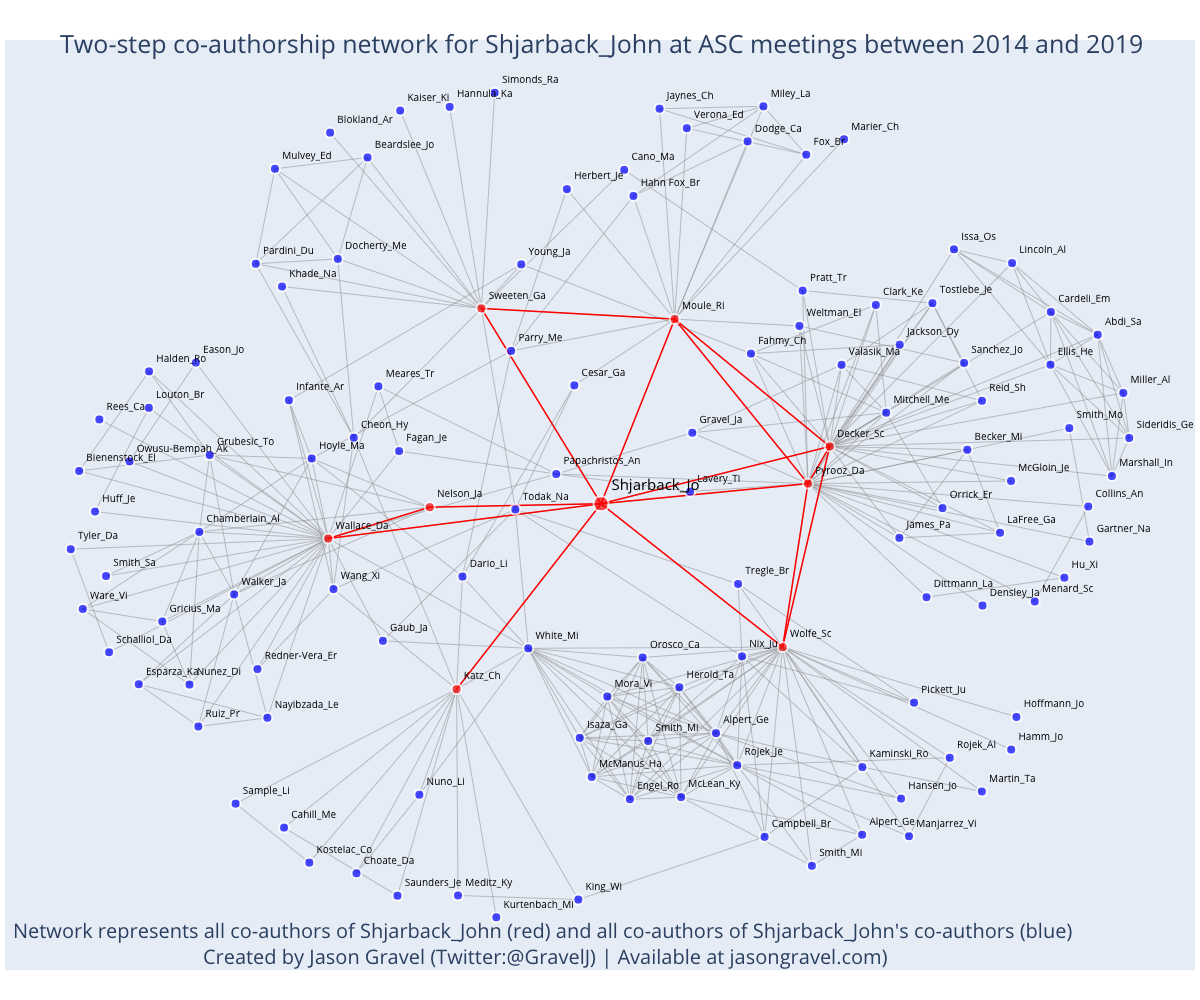 Two-step co-authorship network for Shjarback_John at ASC meetings between 2014 and 2019
Simonds_Ra
Hannula_Ka
Kaiser_Ki
Blokland_Ar
Beardslee_Jo
Mulvey_Ed
Jaynes_Ch
Miley_La
Verona_Ed
Dodge_Ca
Marier_Ch
Fox_Br
Cano_Ma
Herbert_Je
Hahn Fox_Br
Pardini_Du
Docherty_Me
Khade_Na
Young_Ja
Issa_Os
Lincoln_Al
Sweeten_Ga
Moule_Ri
Pratt_Tr
Clark_Ke
Tostlebe_Je
Cardeli_Em
Weltman_El
Abdi_Sa
Parry_Me
Fahmy_Ch
Jackson_Dy
Valasik_Ma
Sanchez_Jo
Ellis_He
Eason_Jo
Halden_Ro
Meares_Tr
Cesar_Ga
Infante_Ar
Reid_Sh
Miller_Al
Louton_Br
Mitchell_Me
Rees_Ca
Gravel_Ja
Smith_Mo
Sideridis_Ge
Cheon_Hy
Decker_Sc
Grubesic_To
Hoyle_Ma
Fagan_Je
Becker_Mi
Owusu-Bempah_Ak
Bienenstock_El
Papachristos_An
Pyrooz_Da
Marshall_In
McGloin_Je
Lavery_Ti
Shjarback_Jo
Nelson_Ja
Todak_Na
Huff_Je
Orrick_Er
Collins_An
Chamberlain_Al
Wallace_Da
James_Pa
LaFree_Ga
Gartner_Na
Tyler_Da
Smith_Sa
Dario_Li
Wang_Xi
Tregle_Br
Hu_Xi
Walker_Ja
Ware_Vi
Gricius_Ma
Dittmann_La
Densley_Ja
Menard_Sc
Schalliol_Da
Gaub_Ja
White_Mi
Orosco_Ca
Nix_Ju
Wolfe_Sc
Redner-Vera_Er
Esparza_Ka
Nunez_Di
Katz_Ch
Herold_Ta
Mora_Vi
Pickett_Ju
Hoffmann_Jo
Nayibzada_Le
Ruiz_Pr
Isaza_Ga
Smith_Mi
Alpert_Ge
Hamm_Jo
McManus_Ha
Rojek_Je
Kaminski_Ro
Rojek_Al
Nuno_Li
Engel_Ro
McLean_Ky
Hansen_Jo
Martin_Ta
Sample_Li
Cahill_Me
Campbell_Br
Alpert_Ge
Manjarrez_Vi
Kostelac_Co
Choate_Da
Smith_Mi
Saunders_Je
Meditz_Ky
King_Wi
Kurtenbach_Mi
Network represents all co-authors of Shjarback_John (red) and all co-authors of Shjarback_John's co-authors (blue)
Created by Jason Gravel (Twitter:@GravelJ) | Available at jasongravel.com)